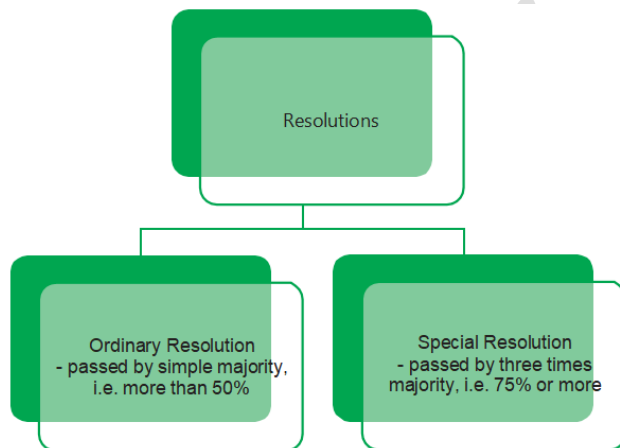 Resolutions
Ordinary Resolution
- passed by simple majority,
i.e. more than 50%
Special Resolution
- passed by three times
majority, i.e. 75% or more